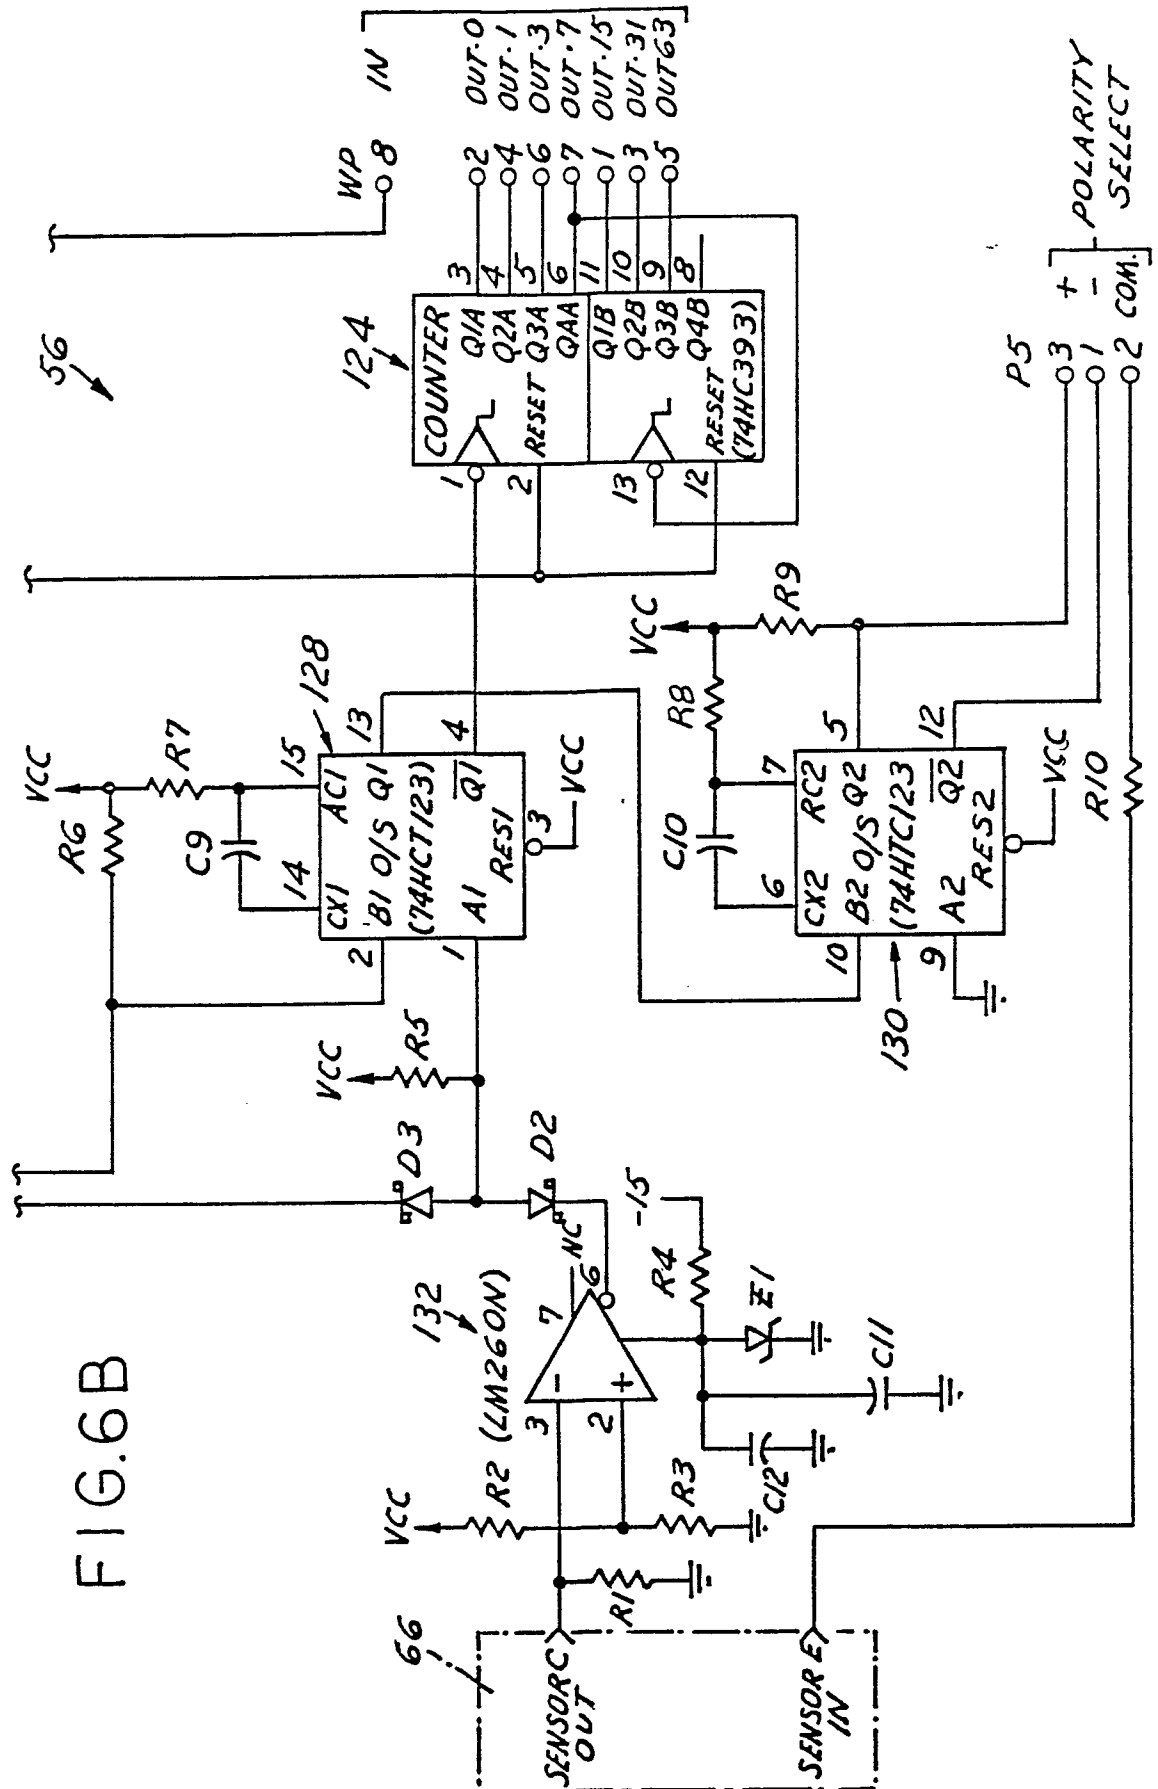 FIG.6B
56
66
SENSOR C
OUT
SENSOR E
IN
R1
VCC
R2
R3
3
2
132
(LM260N)
-
+
7
NC
6
C12
C11
Z1
R4
-15
D3
D2
VCC
R5
VCC
R6
R7
C9
14
15
128
CX1
AC1
2
B1 O/S Q1
13
(74HCT123)
1
A1
Q1
4
RES1
3
VCC
VCC
R8
R9
C10
6
7
CX2
RC2
10
B2 O/S Q2
5
(74HTC123
130
9
A2
Q2
12
RES2
VCC
R10
COUNTER
124
1
Q1A
3
Q2A
4
2
RESET
Q3A
5
QAA
6
Q1B
11
13
Q2B
10
Q3B
9
12
RESET
Q4B
8
(74HC393)
WP
8
IN
2
OUT·0
4
OUT·1
6
OUT·3
7
OUT·7
1
OUT·15
3
OUT·31
5
OUT63
P5
3
+
1
-
2
COM.
POLARITY
SELECT